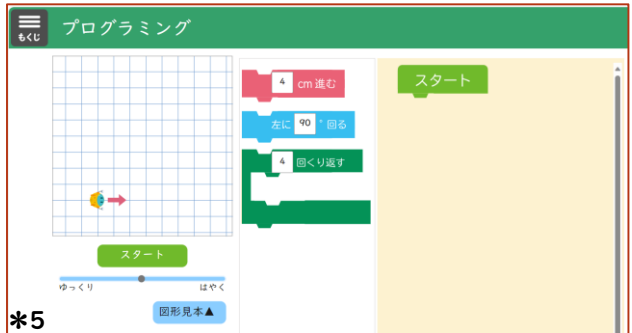 もくじ
プログラミング
4 cm 進む
左に 90 ° 回る
4 回くり返す
スタート
スタート
ゆっくり はやく
図形見本▲
*5